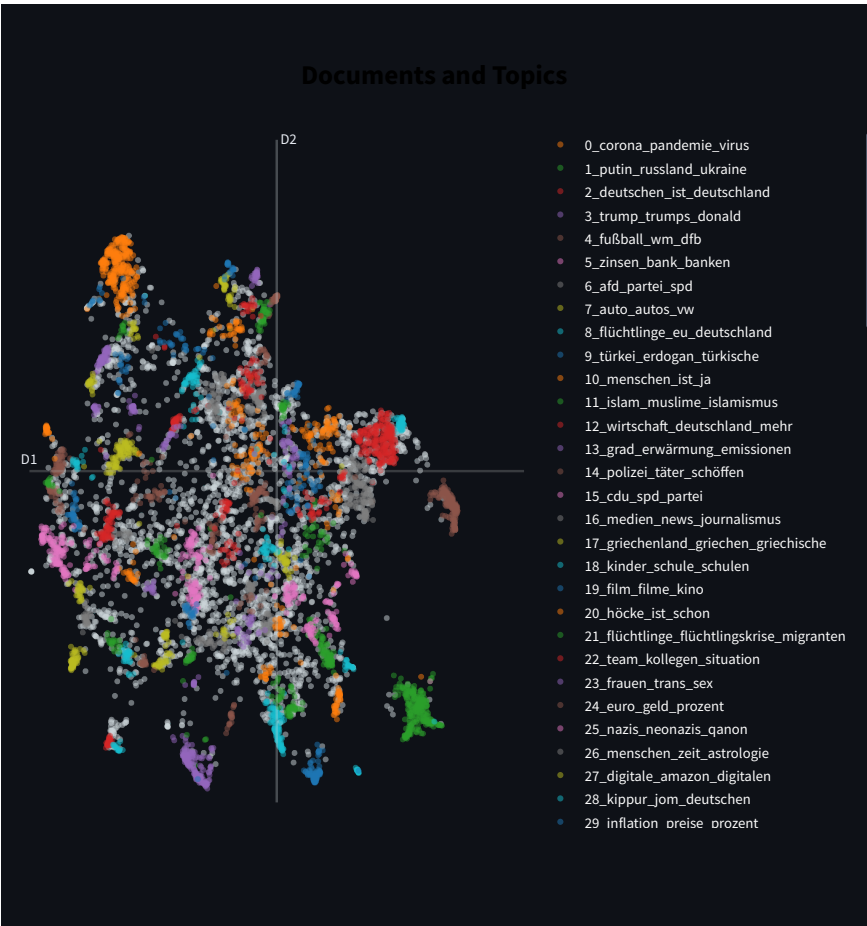 Documents and Topics
D2
D1
0_corona_pandemie_virus
1_putin_russland_ukraine
2_deutschen_ist_deutschland
3_trump_trumps_donald
4_fußball_wm_dfb
5_zinsen_bank_banken
6_afd_partei_spd
7_auto_autos_vw
8_flüchtlinge_eu_deutschland
9_türkei_erdogan_türkische
10_menschen_ist_ja
11_islam_muslime_islamismus
12_wirtschaft_deutschland_mehr
13_grad_erwärmung_emissionen
14_polizei_täter_schöffen
15_cdu_spd_partei
16_medien_news_journalismus
17_griechenland_griechen_griechische
18_kinder_schule_schulen
19_film_filme_kino
20_höcke_ist_schon
21_flüchtlinge_flüchtlingskrise_migranten
22_team_kollegen_situation
23_frauen_trans_sex
24_euro_geld_prozent
25_nazis_neonazis_qanon
26_menschen_zeit_astrologie
27_digitale_amazon_digitalen
28_kippur_jom_deutschen
29_inflation_preise_prozent